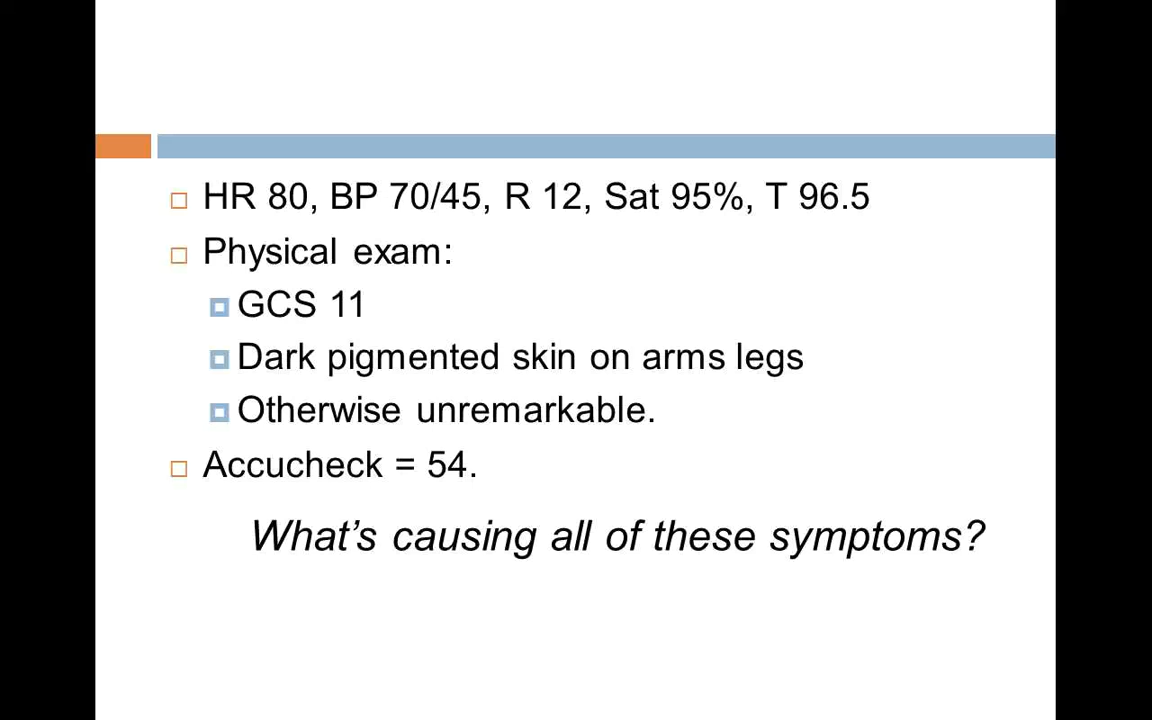 HR 80, BP 70/45, R 12, Sat 95%, T 96.5
Physical exam:
GCS 11
Dark pigmented skin on arms legs
Otherwise unremarkable.
Accucheck = 54.
What’s causing all of these symptoms?